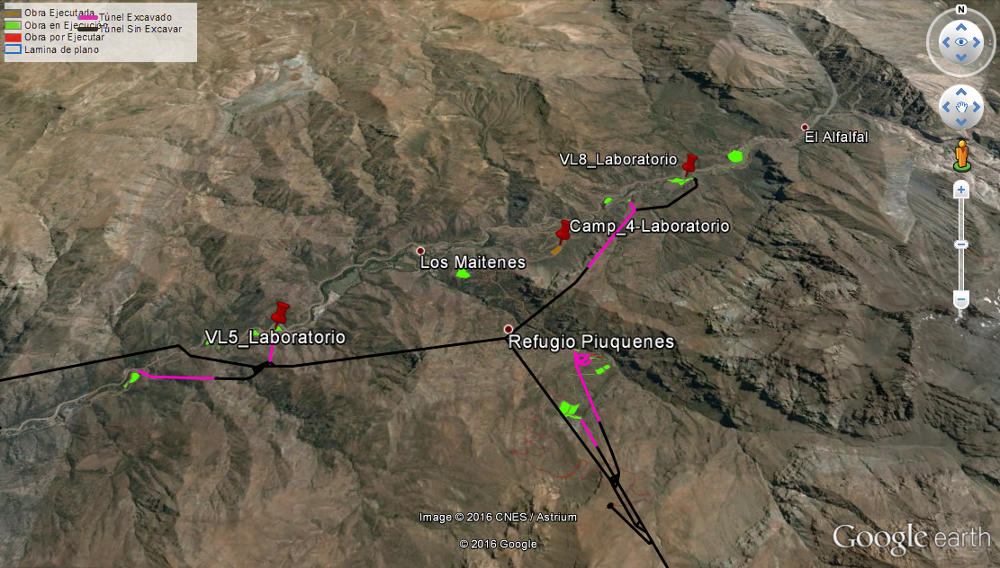 Obra Ejecutada
Túnel Excavado
Obra en Ejecución
Túnel Sin Excavar
Obra por Ejecutar
Lamina de plano
N
El Alfalfal
VL8_Laboratorio
Camp_4-Laboratorio
Los Maitenes
VL5_Laboratorio
Refugio Piuquenes
Image © 2016 CNES / Astrium
© 2016 Google
Google earth